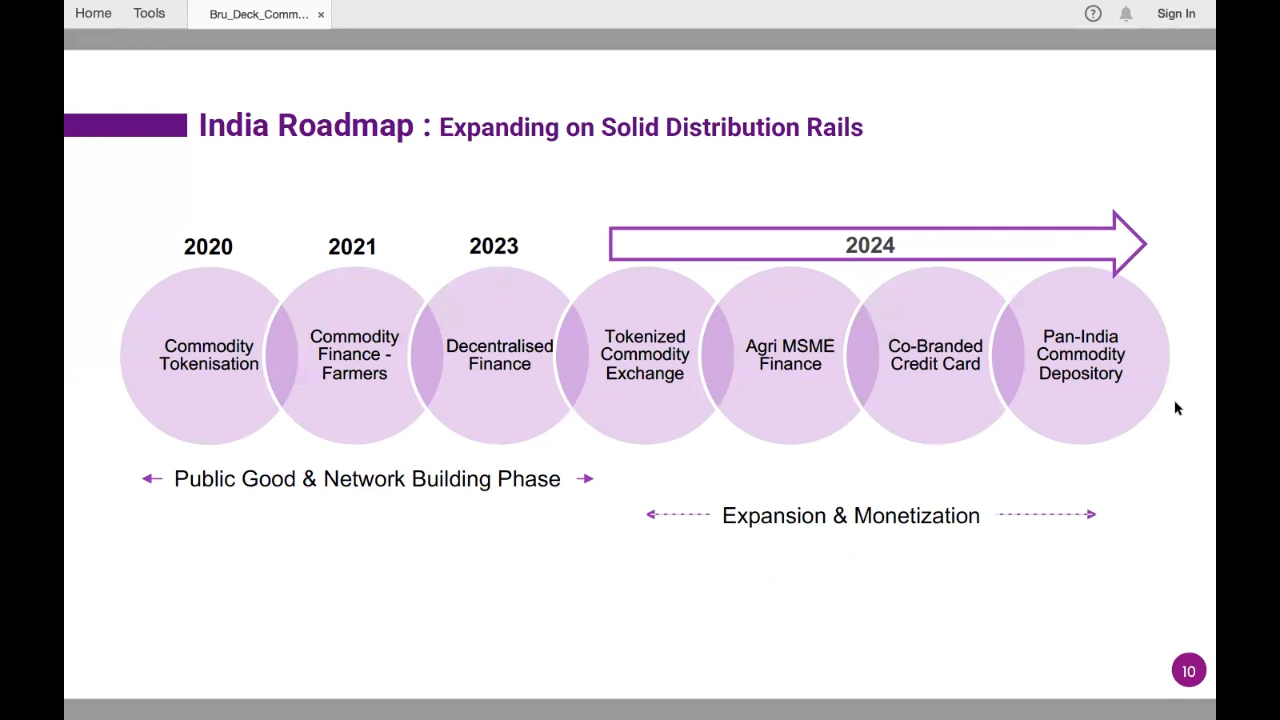 Home Tools Bru_Deck_Comm... × ? Sign In
India Roadmap : Expanding on Solid Distribution Rails
2020 2021 2023 2024
Commodity
Tokenisation
Commodity
Finance -
Farmers
Decentralised
Finance
Tokenized
Commodity
Exchange
Agri MSME
Finance
Co-Branded
Credit Card
Pan-India
Commodity
Depository
Public Good & Network Building Phase
Expansion & Monetization
10